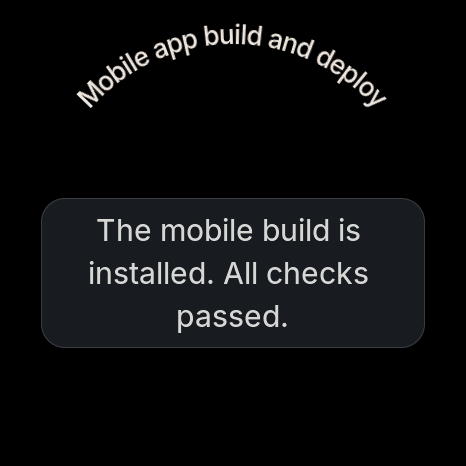 Mobile app build and deploy
The mobile build is
installed. All checks
passed.